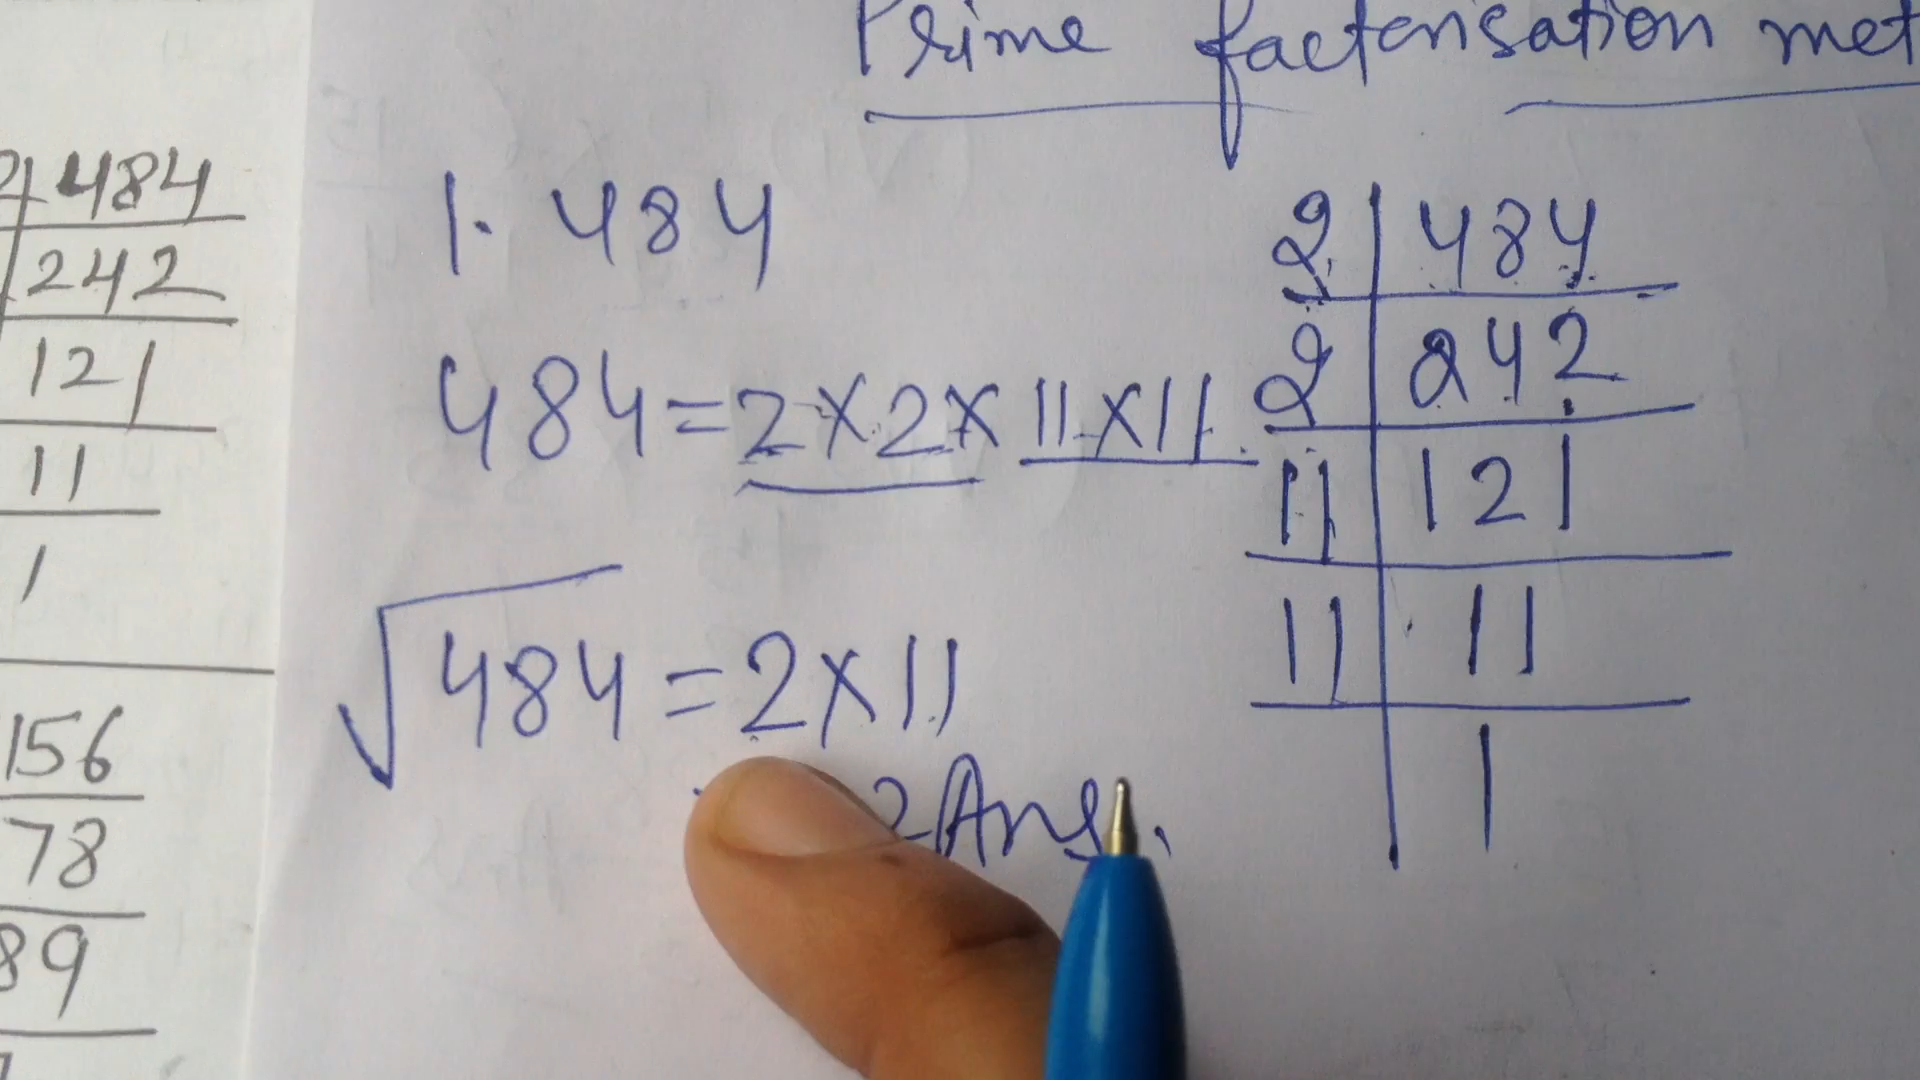 Prime factorisation met
1. 484
484=2×2×11×11.
√484=2×11
2 Ans.
2 | 484
2 | 242
11 | 121
11 | 11
1
484
242
121
11
1
156
78
39